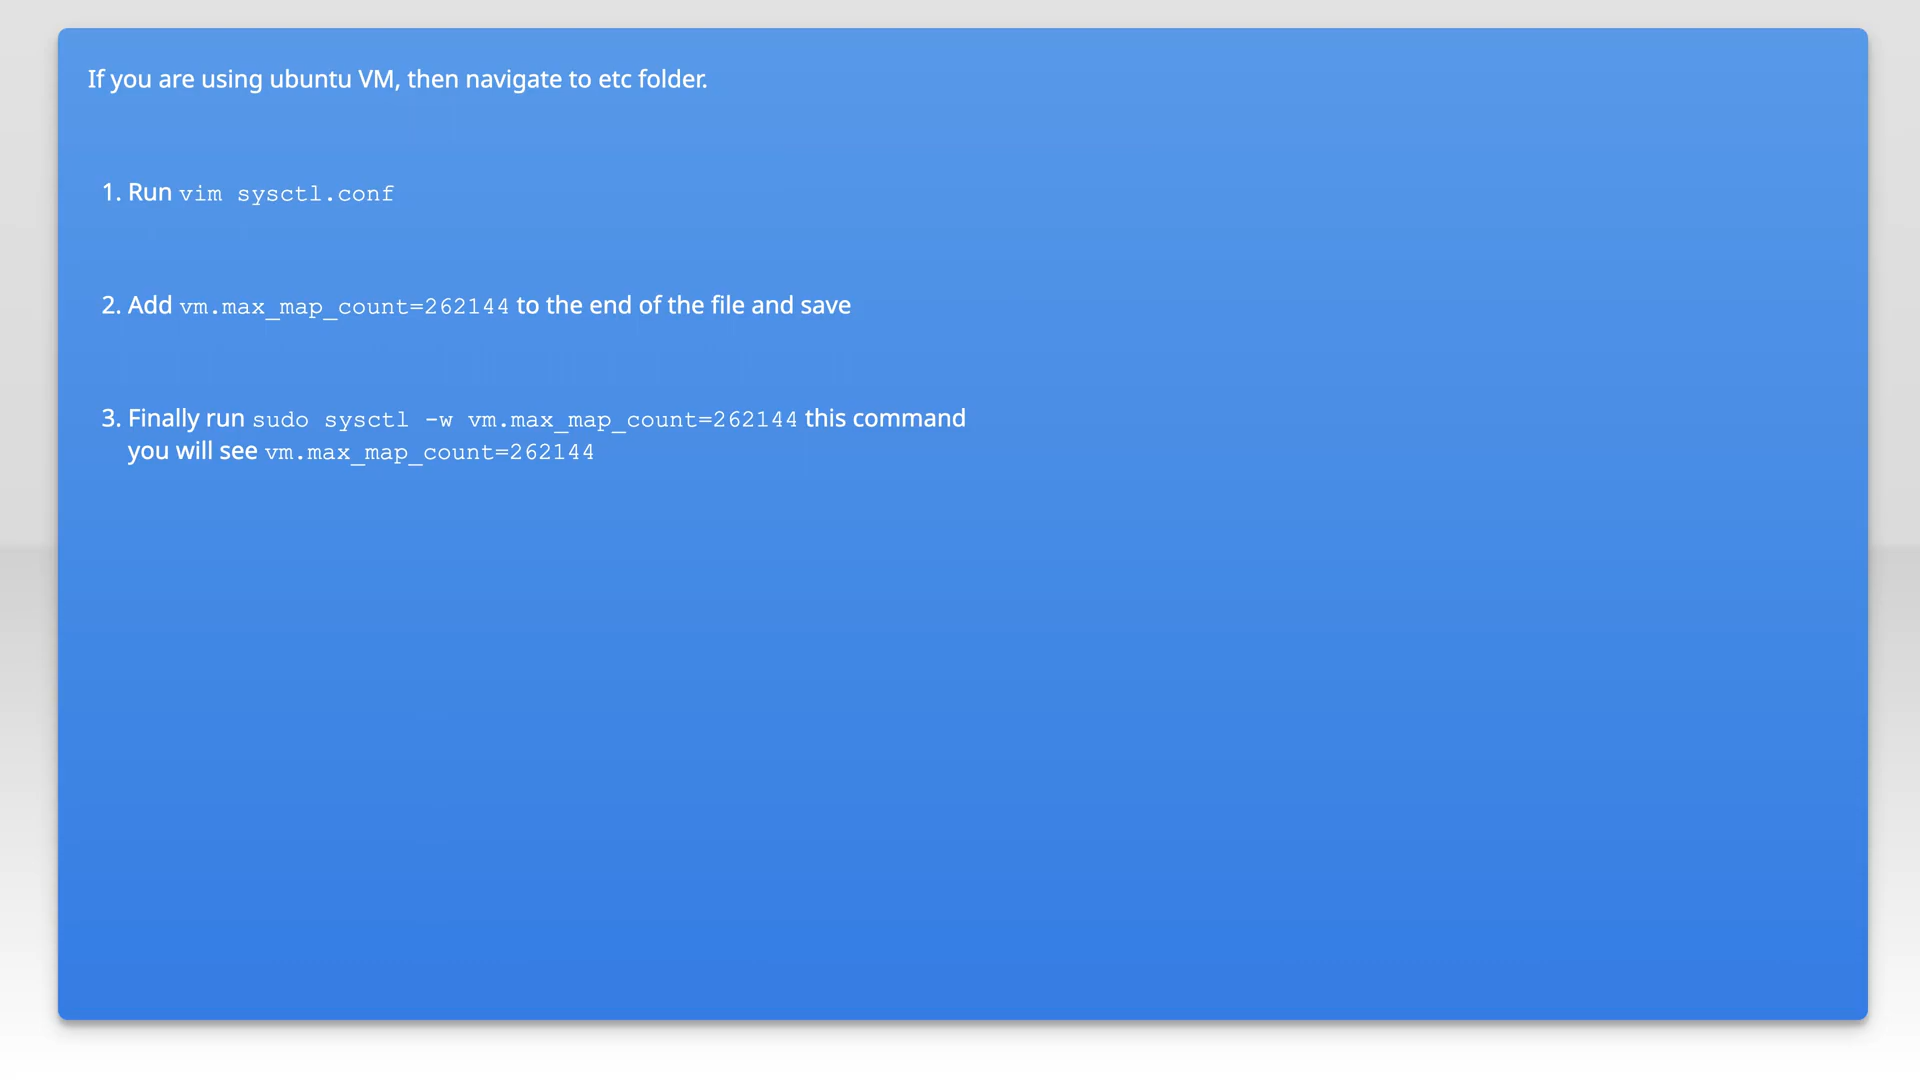 If you are using ubuntu VM, then navigate to etc folder.
1. Run vim sysctl.conf
2. Add vm.max_map_count=262144 to the end of the file and save
3. Finally run sudo sysctl -w vm.max_map_count=262144 this command
you will see vm.max_map_count=262144